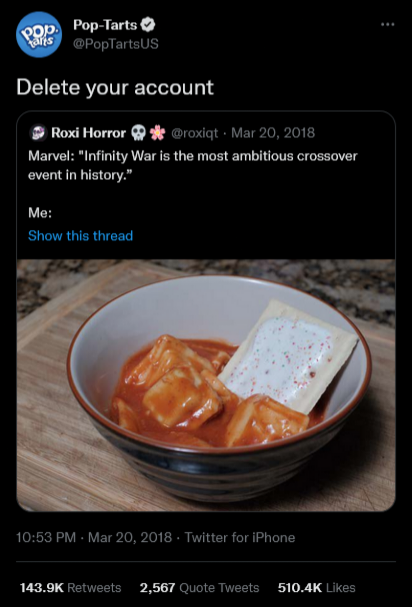 Pop-Tarts
@PopTartsUS
Delete your account
Roxi Horror 💀🌸 @roxiqt · Mar 20, 2018
Marvel: "Infinity War is the most ambitious crossover
event in history.”
Me:
Show this thread
10:53 PM · Mar 20, 2018 · Twitter for iPhone
143.9K Retweets 2,567 Quote Tweets 510.4K Likes